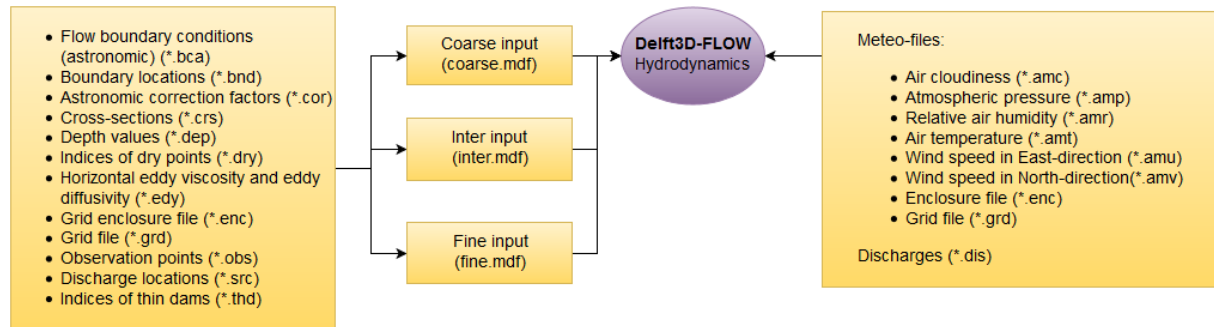 • Flow boundary conditions
(astronomic) (*.bca)
• Boundary locations (*.bnd)
• Astronomic correction factors (*.cor)
• Cross-sections (*.crs)
• Depth values (*.dep)
• Indices of dry points (*.dry)
• Horizontal eddy viscosity and eddy
diffusivity (*.edy)
• Grid enclosure file (*.enc)
• Grid file (*.grd)
• Observation points (*.obs)
• Discharge locations (*.src)
• Indices of thin dams (*.thd)
Coarse input
(coarse.mdf)
Inter input
(inter.mdf)
Fine input
(fine.mdf)
Delft3D-FLOW
Hydrodynamics
Meteo-files:
• Air cloudiness (*.amc)
• Atmospheric pressure (*.amp)
• Relative air humidity (*.amr)
• Air temperature (*.amt)
• Wind speed in East-direction (*.amu)
• Wind speed in North-direction(*.amv)
• Enclosure file (*.enc)
• Grid file (*.grd)
Discharges (*.dis)